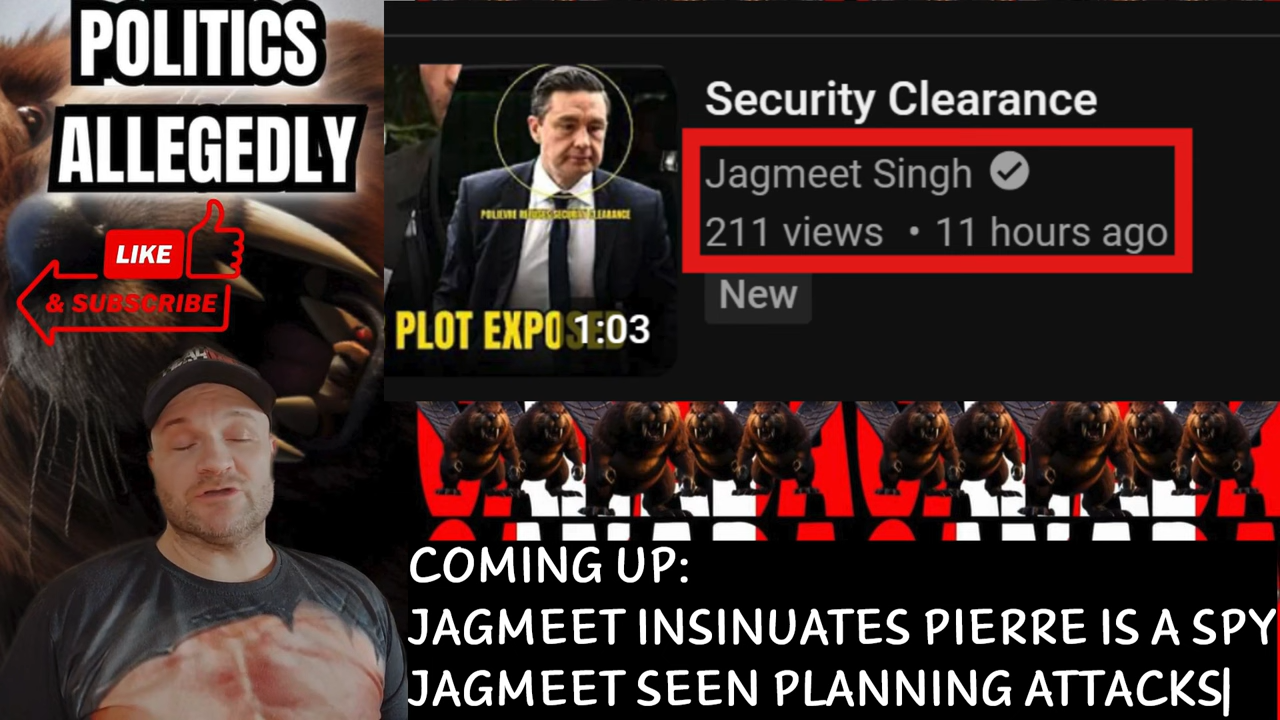 POLITICS
ALLEGEDLY
LIKE
& SUBSCRIBE
POILIEVRE REFUSES SECURITY CLEARANCE
PLOT EXPOSED
1:03
Security Clearance
Jagmeet Singh
211 views • 11 hours ago
New
COMING UP:
JAGMEET INSINUATES PIERRE IS A SPY
JAGMEET SEEN PLANNING ATTACKS|